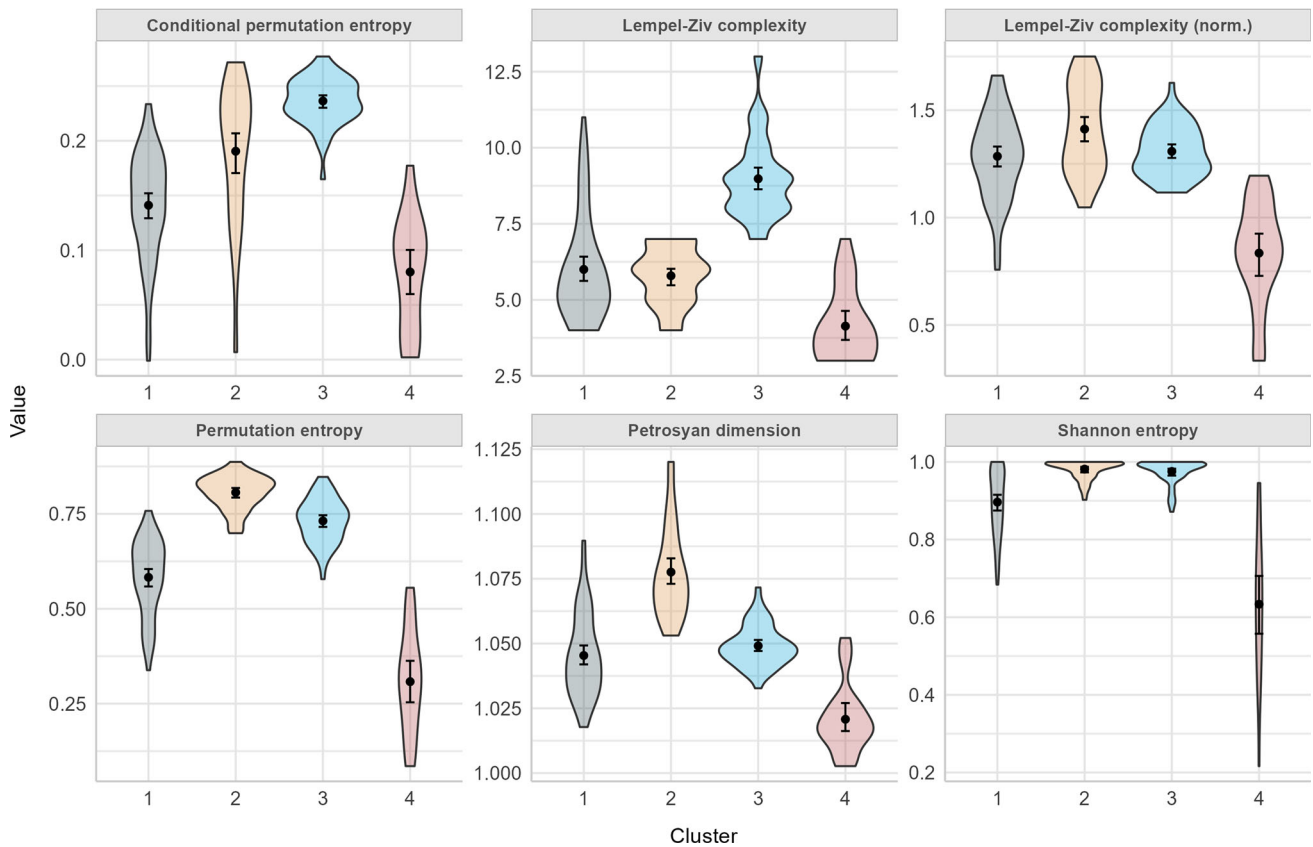 Conditional permutation entropy
Lempel-Ziv complexity
Lempel-Ziv complexity (norm.)
0.2
0.1
0.0
1 2 3 4
12.5
10.0
7.5
5.0
2.5
1 2 3 4
1.5
1.0
0.5
1 2 3 4
Value
Permutation entropy
Petrosyan dimension
Shannon entropy
0.75
0.50
0.25
1 2 3 4
1.125
1.100
1.075
1.050
1.025
1.000
1 2 3 4
1.0
0.8
0.6
0.4
0.2
1 2 3 4
Cluster